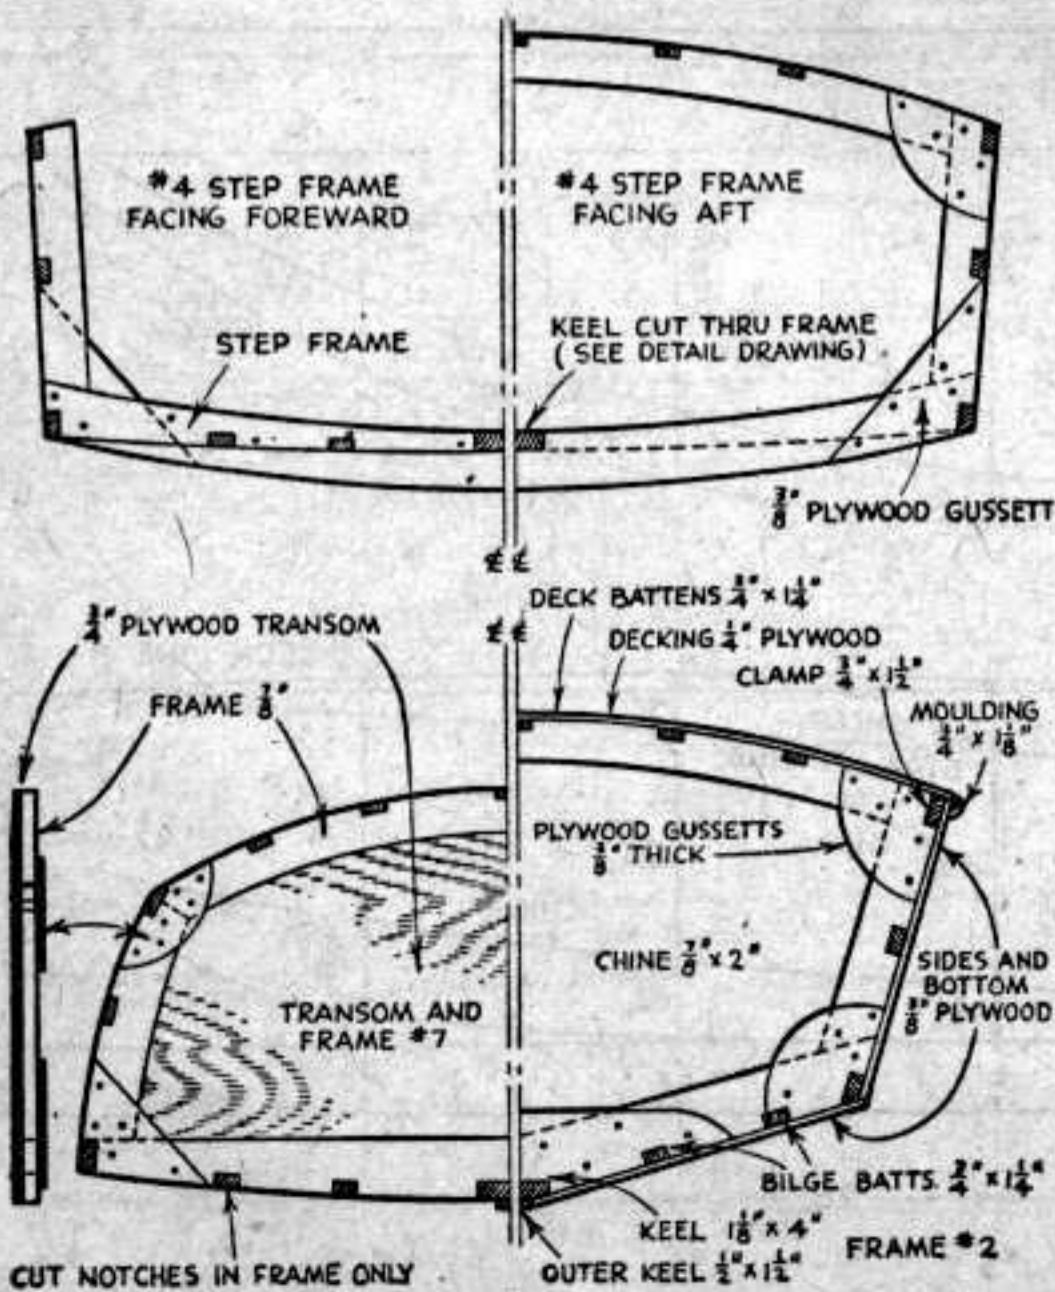 #4 STEP FRAME
FACING FOREWARD
#4 STEP FRAME
FACING AFT
STEP FRAME
KEEL CUT THRU FRAME
(SEE DETAIL DRAWING)
3/8" PLYWOOD GUSSETT
℄ ℄
DECK BATTENS 3/4" x 1 1/4"
3/4" PLYWOOD TRANSOM
℄ ℄
DECKING 1/4" PLYWOOD
CLAMP 3/4" x 1 1/2"
FRAME 7/8"
MOULDING
3/4" x 1 1/8"
PLYWOOD GUSSETTS
3/8" THICK
CHINE 7/8" x 2"
SIDES AND
BOTTOM
3/8" PLYWOOD
TRANSOM AND
FRAME #7
BILGE BATTS 3/4" x 1 1/4"
KEEL 1 1/8" x 4"
FRAME #2
CUT NOTCHES IN FRAME ONLY
OUTER KEEL 1/2" x 1 1/2"